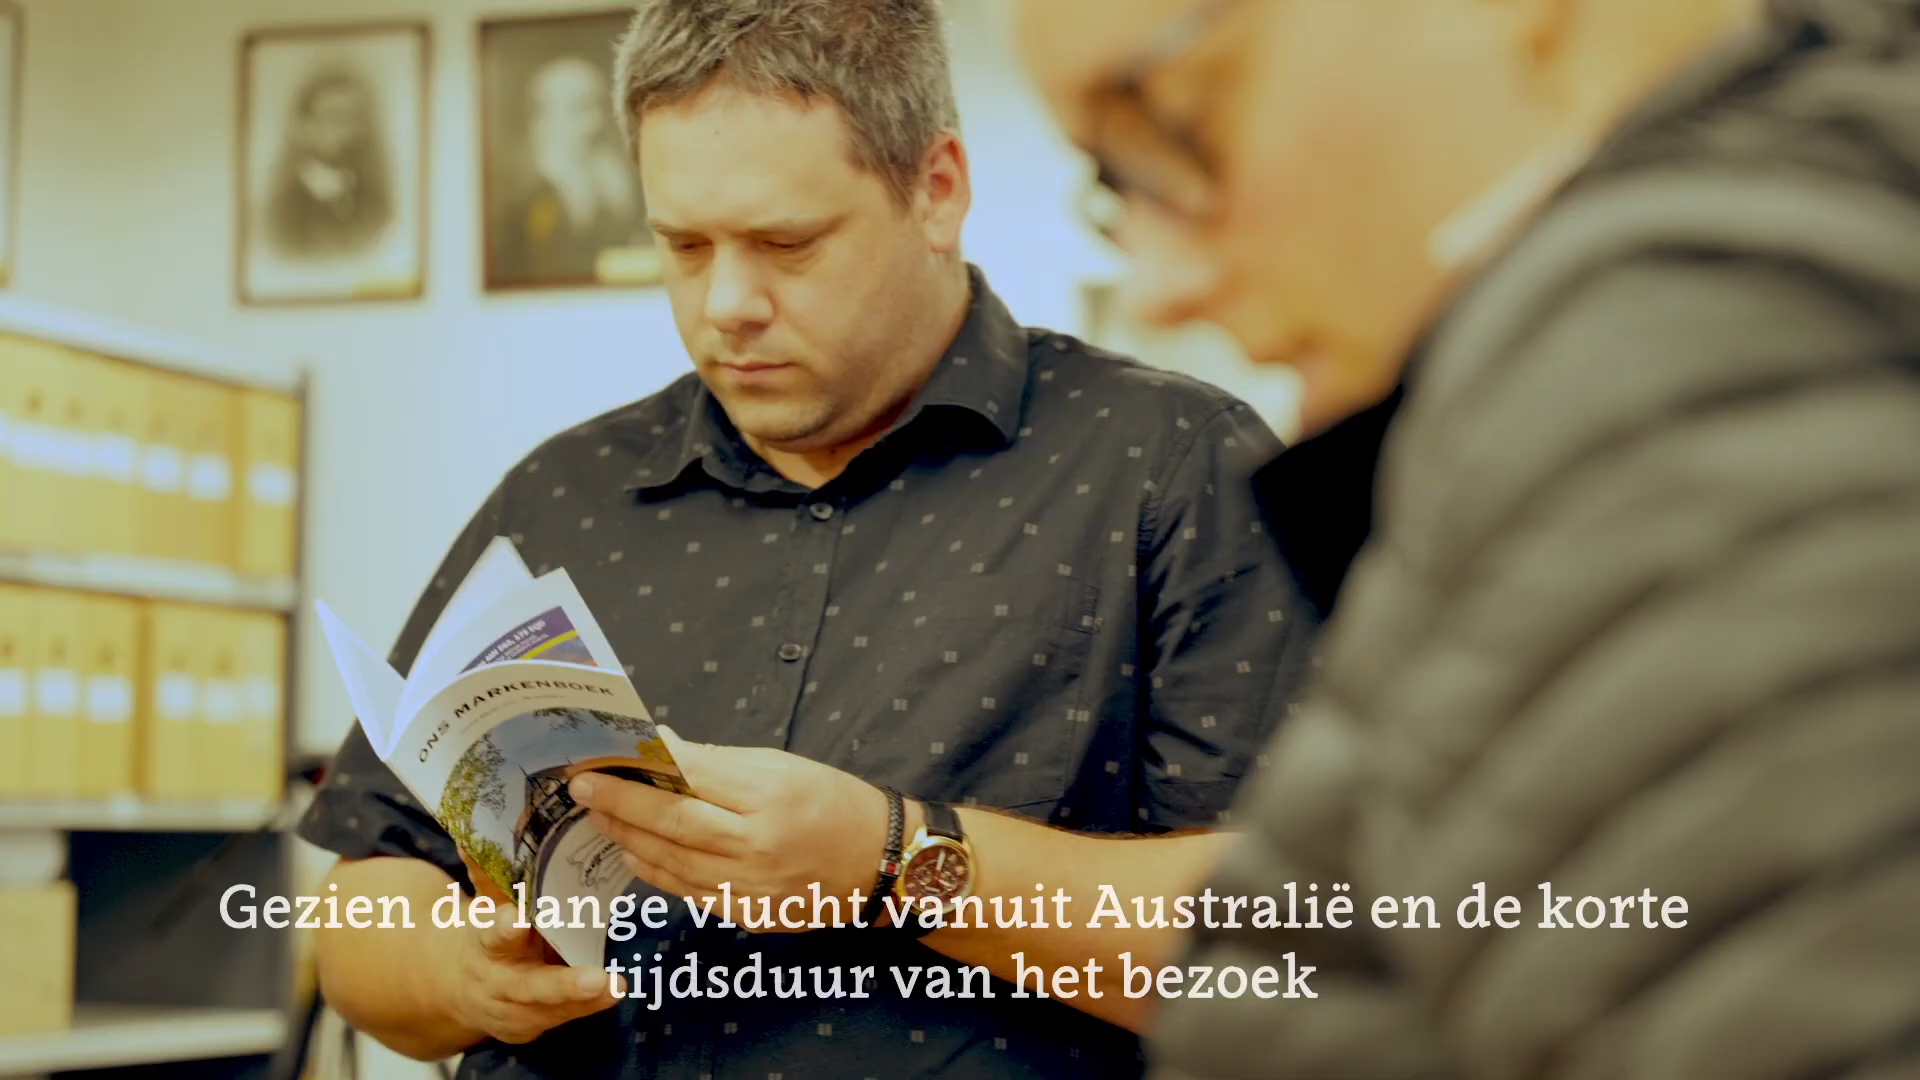 ONS MARKENBOEK
Gezien de lange vlucht vanuit Australië en de korte
tijdsduur van het bezoek